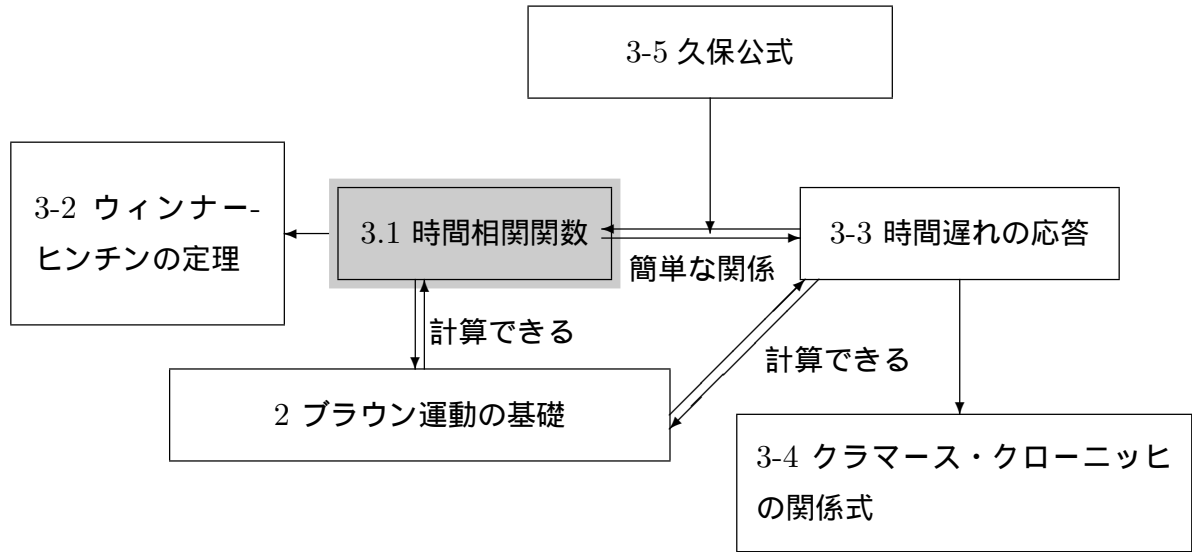 3-5 久保公式
3-2 ウィンナー-
ヒンチンの定理
3.1 時間相関関数
3-3 時間遅れの応答
簡単な関係
計算できる
計算できる
2 ブラウン運動の基礎
3-4 クラマース・クローニッヒ
の関係式